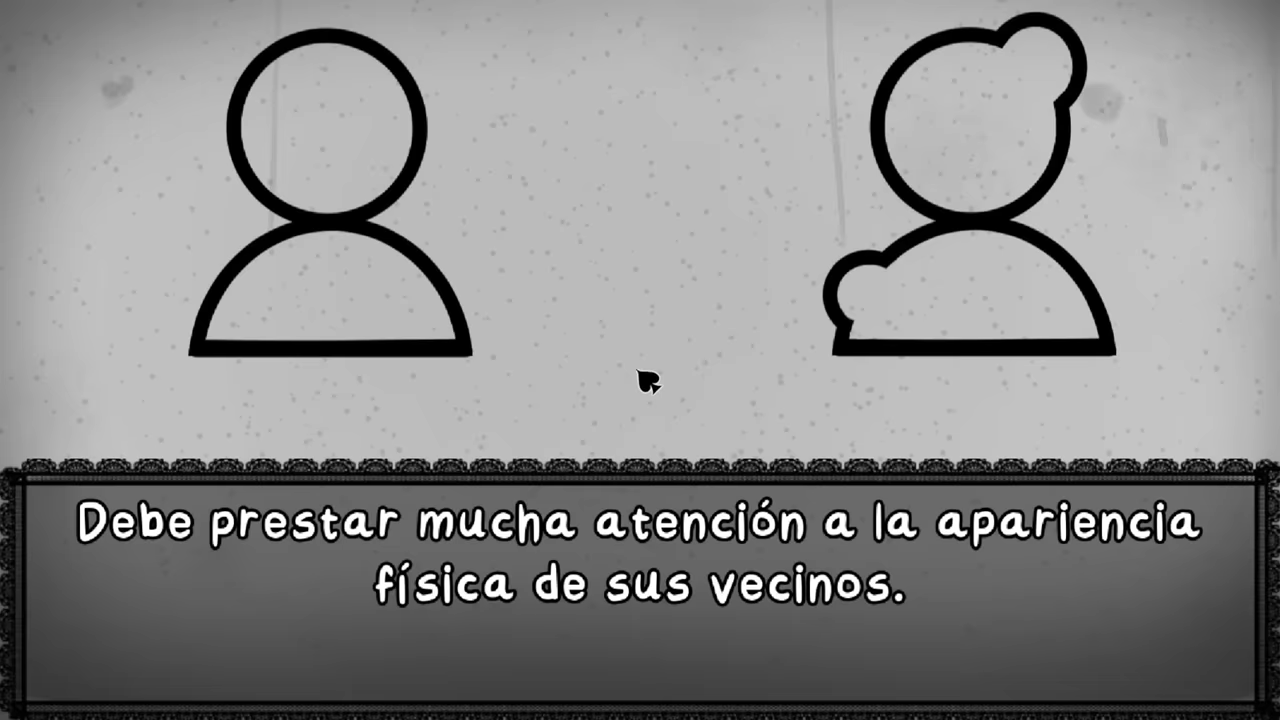 Debe prestar mucha atención a la apariencia
física de sus vecinos.